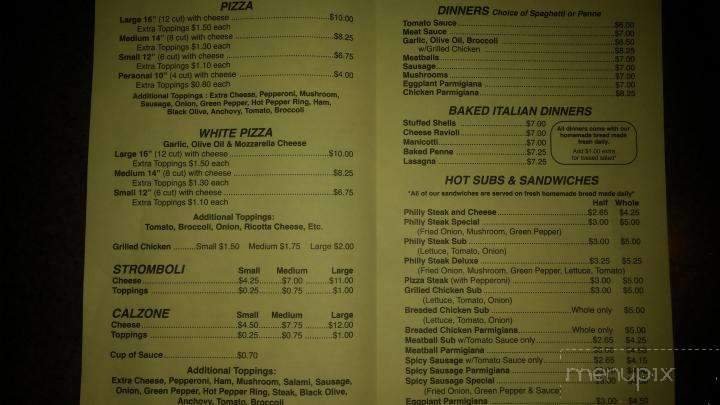 PIZZA
Large 16" (12 cut) with cheese $10.00
Extra Toppings $1.50 each
Medium 14" (8 cut) with cheese $8.25
Extra Toppings $1.30 each
Small 12" (6 cut) with cheese $6.75
Extra Toppings $1.10 each
Personal 10" (4 cut) with cheese $4.00
Extra Toppings $0.80 each
Additional Toppings : Extra Cheese, Pepperoni, Mushroom,
Sausage, Onion, Green Pepper, Hot Pepper Ring, Ham,
Black Olive, Anchovy, Tomato, Broccoli
WHITE PIZZA
Garlic, Olive Oil & Mozzarella Cheese
Large 16" (12 cut) with cheese $10.00
Extra Toppings $1.50 each
Medium 14" (8 cut) with cheese $8.25
Extra Toppings $1.30 each
Small 12" (6 cut) with cheese $6.75
Extra Toppings $1.10 each
Additional Toppings:
Tomato, Broccoli, Onion, Ricotta Cheese, Etc.
Grilled Chicken ..........Small $1.50 Medium $1.75 Large $2.00
STROMBOLI Small Medium Large
Cheese $4.25 $7.00 $11.00
Toppings $0.25 $0.75 $1.00
CALZONE Small Medium Large
Cheese $4.50 $7.75 $12.00
Toppings $0.25 $0.75 $1.00
Cup of Sauce $0.70
Additional Toppings:
Extra Cheese, Pepperoni, Ham, Mushroom, Salami, Sausage,
Onion, Green Pepper, Hot Pepper Ring, Steak, Black Olive,
Anchovy, Tomato, Broccoli
DINNERS Choice of Spaghetti or Penne
Tomato Sauce $6.00
Meat Sauce $7.00
Garlic, Olive Oil, Broccoli $6.50
w/Grilled Chicken $8.25
Meatballs $7.00
Sausage $7.00
Mushrooms $7.00
Eggplant Parmigiana $7.00
Chicken Parmigiana $8.25
BAKED ITALIAN DINNERS
Stuffed Shells $7.00
Cheese Ravioli $7.00
Manicotti $7.00
Baked Penne $7.25
Lasagna $7.25
All dinners come with our
homemade bread made
fresh daily.
Add $1.00 extra
for tossed salad*
HOT SUBS & SANDWICHES
*All of our sandwiches are served on fresh homemade bread made daily*
Half Whole
Philly Steak and Cheese $2.65 $4.25
Philly Steak Special $3.00 $5.00
(Fried Onion, Mushroom, Green Pepper)
Philly Steak Sub $3.00 $5.00
(Lettuce, Tomato, Onion)
Philly Steak Deluxe $3.25 $5.25
(Fried Onion, Mushroom, Green Pepper, Lettuce, Tomato)
Pizza Steak (with Pepperoni) $3.00 $5.00
Grilled Chicken Sub $3.00 $5.00
(Lettuce, Tomato, Onion)
Breaded Chicken Sub Whole only $5.00
(Lettuce, Tomato, Onion)
Breaded Chicken Parmigiana Whole only $5.00
Meatball Sub w/Tomato Sauce only $2.65 $4.25
Meatball Parmigiana
Spicy Sausage w/Tomato Sauce only $2.65 $4.15
Spicy Sausage Parmigiana
Spicy Sausage Special
(Fried Onion, Green Pepper & Sauce)
Eggplant Parmigiana $3.00 $4.50
menupix